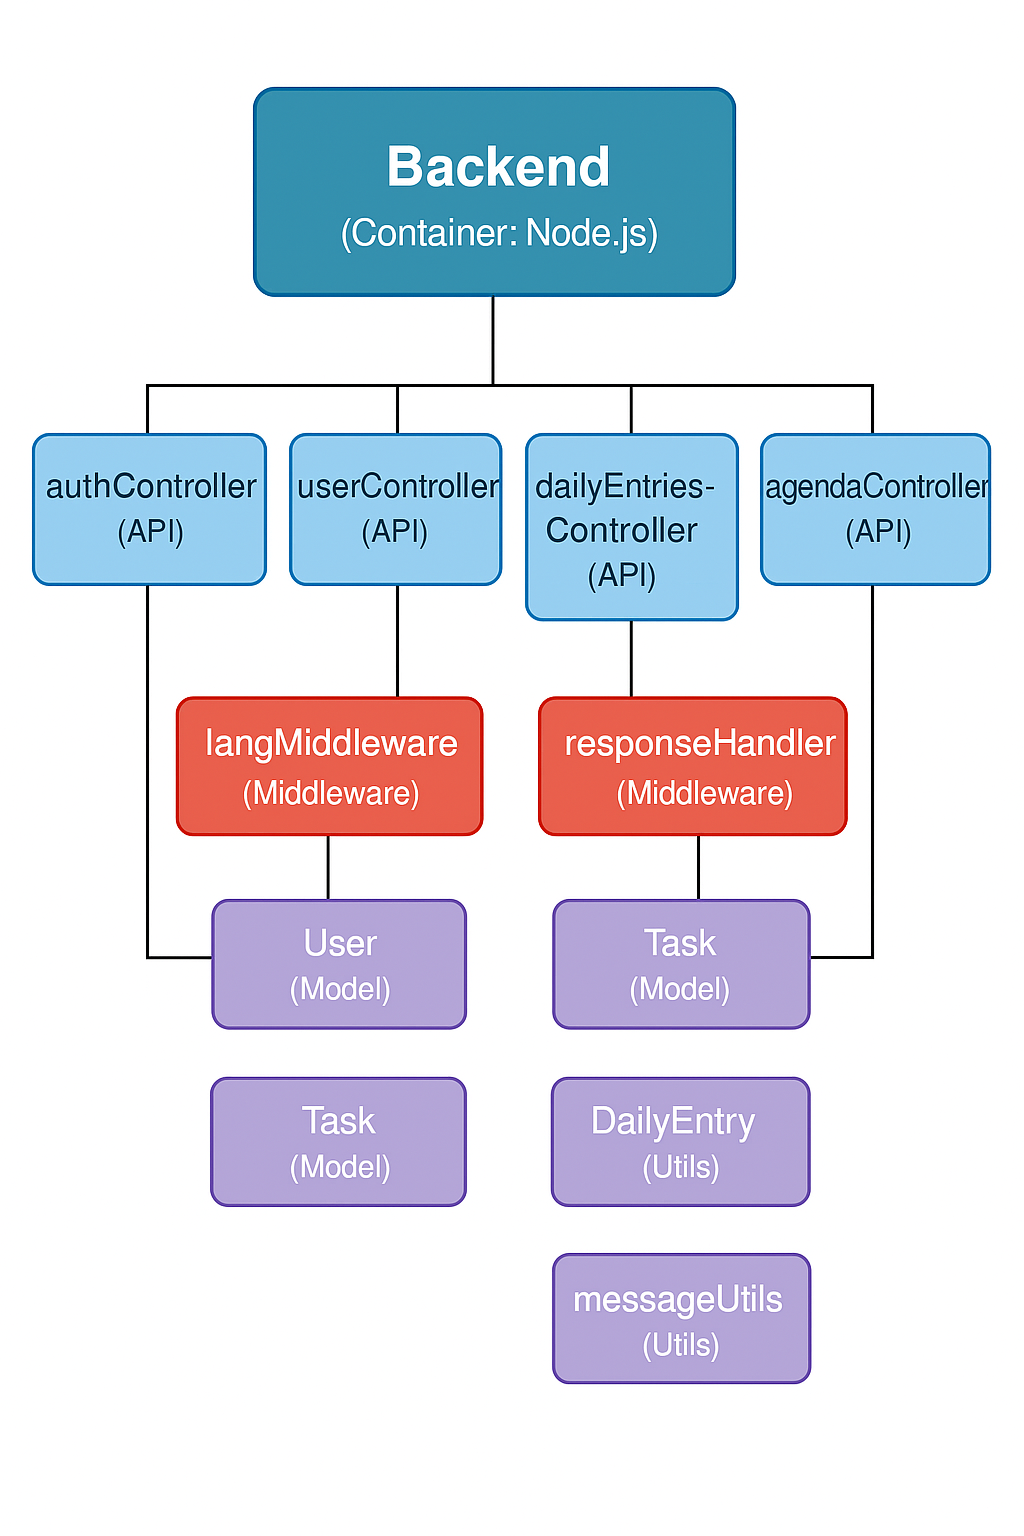 Backend
(Container: Node.js)
authController
(API)
userController
(API)
dailyEntries-
Controller
(API)
agendaController
(API)
langMiddleware
(Middleware)
responseHandler
(Middleware)
User
(Model)
Task
(Model)
Task
(Model)
DailyEntry
(Utils)
messageUtils
(Utils)